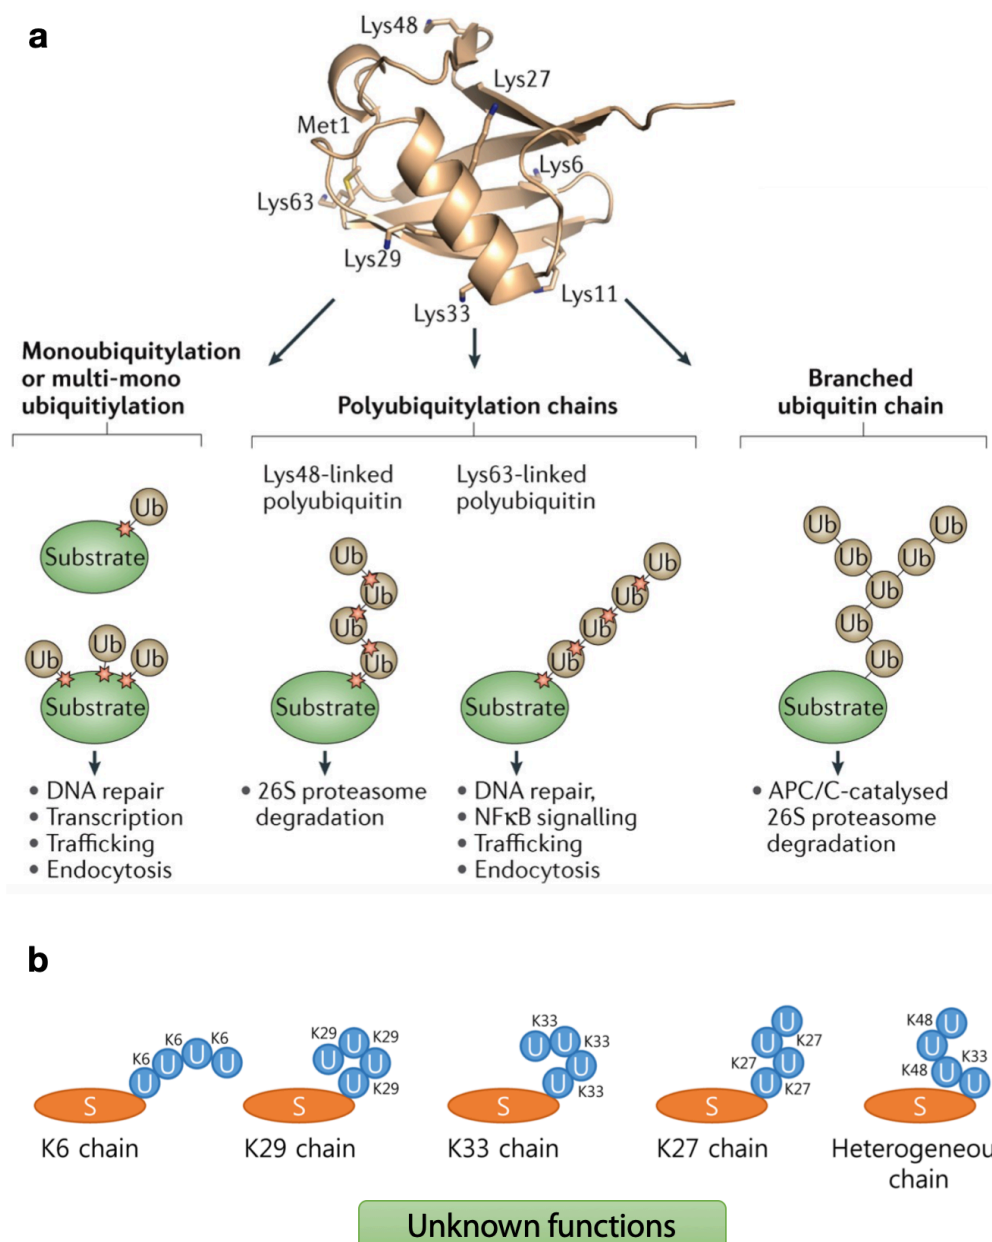 a
Lys48
Lys27
Met1
Lys6
Lys63
Lys29
Lys11
Lys33
Monoubiquitylation
or multi-mono
ubiquitiylation
Polyubiquitylation chains
Branched
ubiquitin chain
Lys48-linked
polyubiquitin
Lys63-linked
polyubiquitin
Ub
Substrate
Ub
Ub
Ub
Substrate
Ub
Ub
Ub
Ub
Substrate
Ub
Ub
Ub
Ub
Substrate
Ub
Ub
Ub
Ub
Ub
Ub
Ub
Substrate
• DNA repair
• Transcription
• Trafficking
• Endocytosis
• 26S proteasome
degradation
• DNA repair,
• NFκB signalling
• Trafficking
• Endocytosis
• APC/C-catalysed
26S proteasome
degradation
b
K6 K6 K6
U U U U
S
K6 chain
K29 K29
K29
U U U U
S
K29 chain
K33
K33
K33
U U U U
S
K33 chain
K27
K27
K27
U U U U
S
K27 chain
K48
K33
K48
U U U U
S
Heterogeneou
chain
Unknown functions